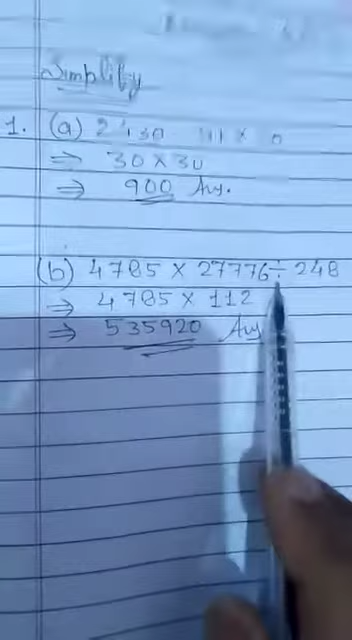 Simplify
1. (a)
⇒ 30 × 30
⇒ 900 Ans.
(b) 4785 × 27776 ÷ 248
⇒ 4785 × 112
⇒ 535920 Ans